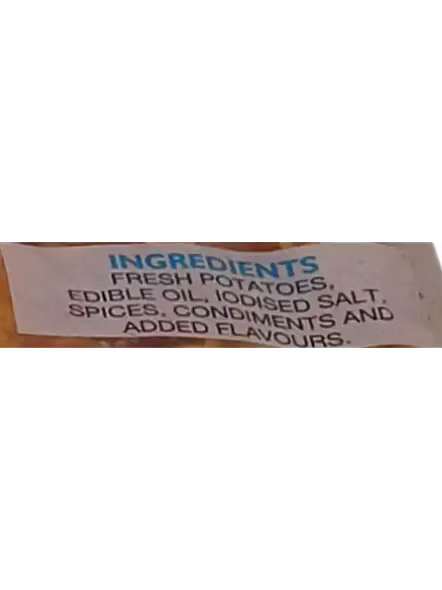 INGREDIENTS
FRESH POTATOES,
EDIBLE OIL, IODISED SALT,
SPICES, CONDIMENTS AND
ADDED FLAVOURS.